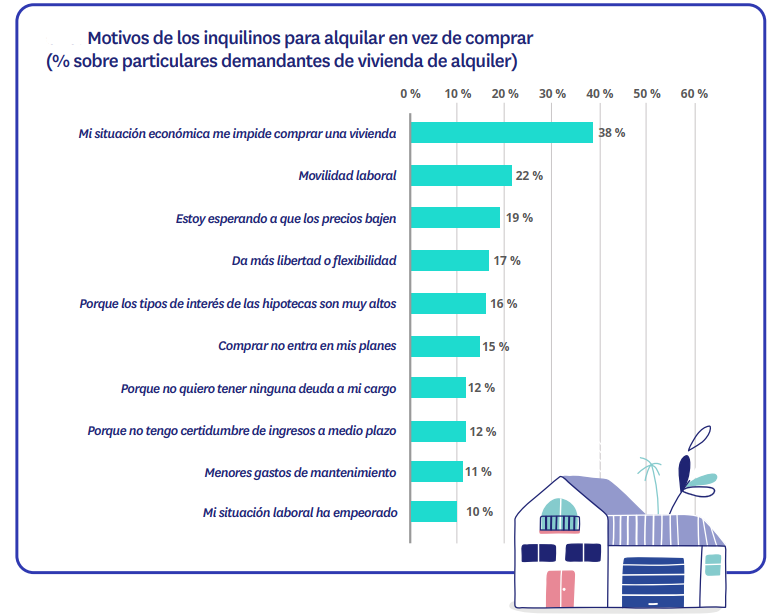 Motivos de los inquilinos para alquilar en vez de comprar
(% sobre particulares demandantes de vivienda de alquiler)
0 % 10 % 20 % 30 % 40 % 50 % 60 %
Mi situación económica me impide comprar una vivienda 38 %
Movilidad laboral 22 %
Estoy esperando a que los precios bajen 19 %
Da más libertad o flexibilidad 17 %
Porque los tipos de interés de las hipotecas son muy altos 16 %
Comprar no entra en mis planes 15 %
Porque no quiero tener ninguna deuda a mi cargo 12 %
Porque no tengo certidumbre de ingresos a medio plazo 12 %
Menores gastos de mantenimiento 11 %
Mi situación laboral ha empeorado 10 %